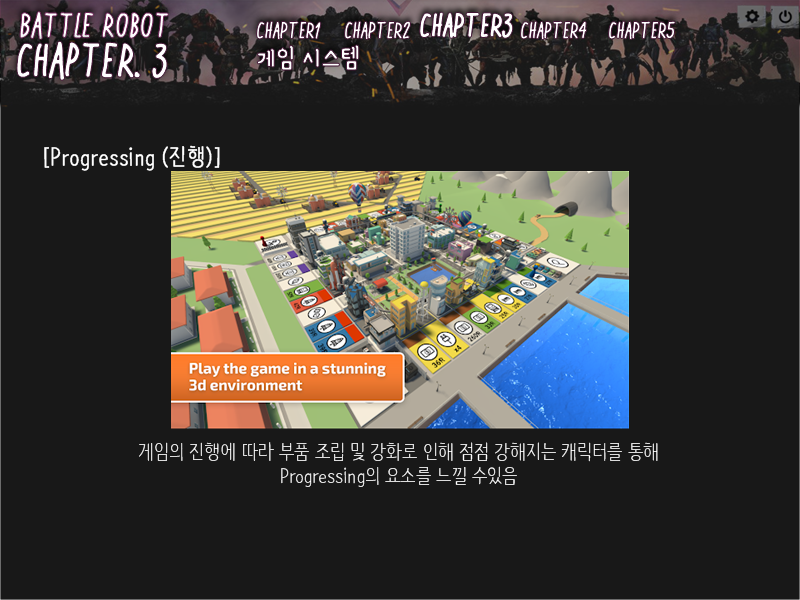 BATTLE ROBOT
CHAPTER. 3
CHAPTER1 CHAPTER2 CHAPTER3 CHAPTER4 CHAPTER5
게임 시스템
[Progressing (진행)]
Play the game in a stunning
3d environment
게임의 진행에 따라 부품 조립 및 강화로 인해 점점 강해지는 캐릭터를 통해
Progressing의 요소를 느낄 수있음